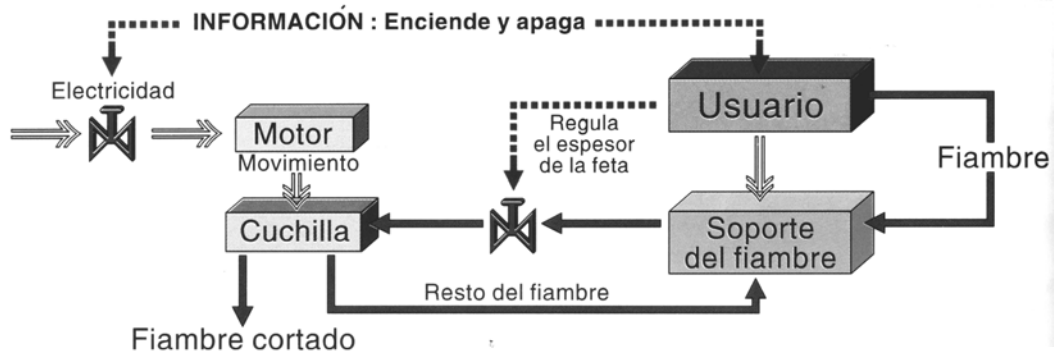 INFORMACIÓN : Enciende y apaga
Electricidad
Usuario
Motor
Regula
el espesor
de la feta
Fiambre
Movimiento
Cuchilla
Soporte
del fiambre
Resto del fiambre
Fiambre cortado